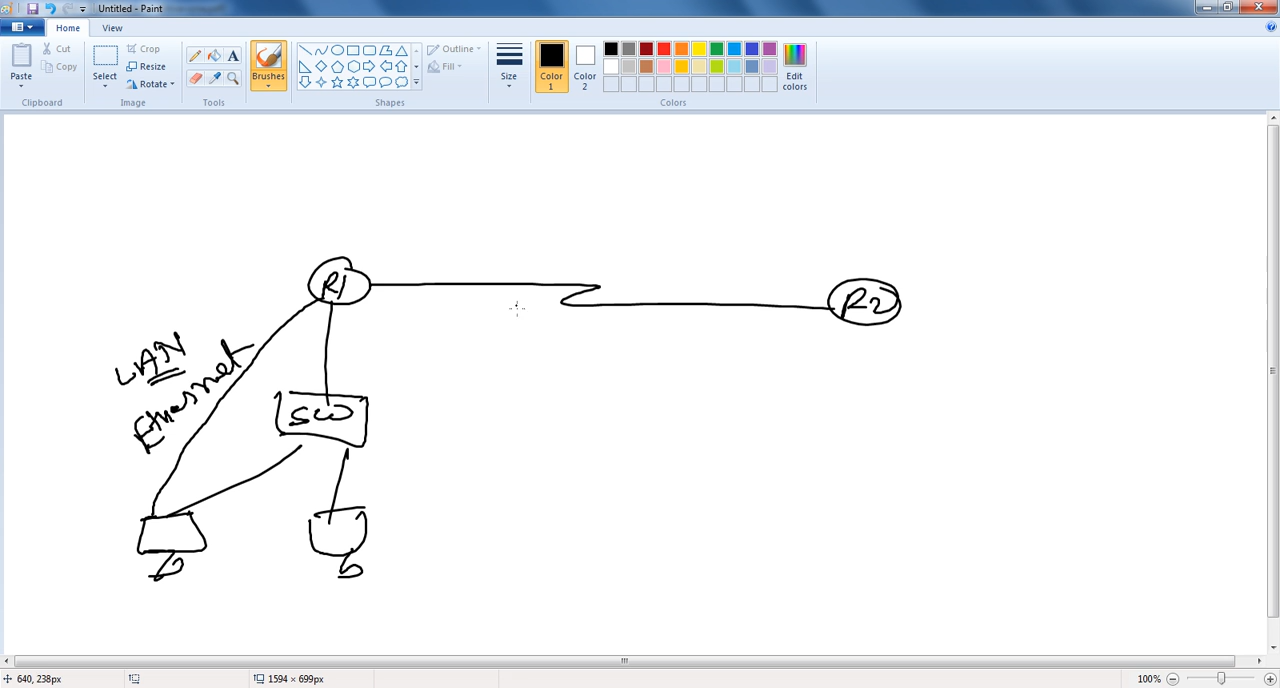 Untitled - Paint
Home View
Paste
Cut
Copy
Clipboard
Select
Crop
Resize
Rotate
Image
Tools
Brushes
Shapes
Outline
Fill
Size
Color 1
Color 2
Edit colors
Colors
R1
R2
LAN
Ethernet
SW
640, 238px
1594 × 699px
100%